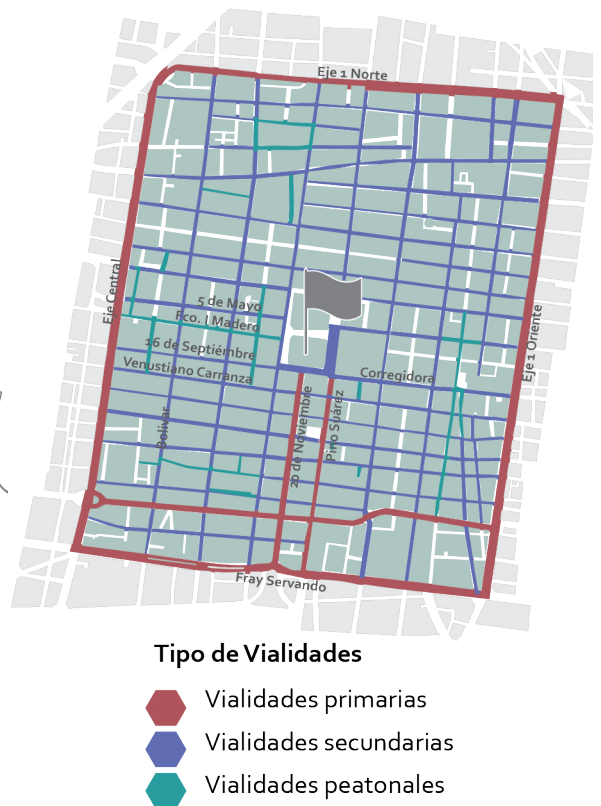 Eje 1 Norte
Eje Central
5 de Mayo
Fco. I Madero
16 de Septiémbre
Venustiano Carranza
Corregidora
Eje 1 Oriente
Bolivar
20 de Noviembre
Pino Suárez
Fray Servando
Tipo de Vialidades
Vialidades primarias
Vialidades secundarias
Vialidades peatonales